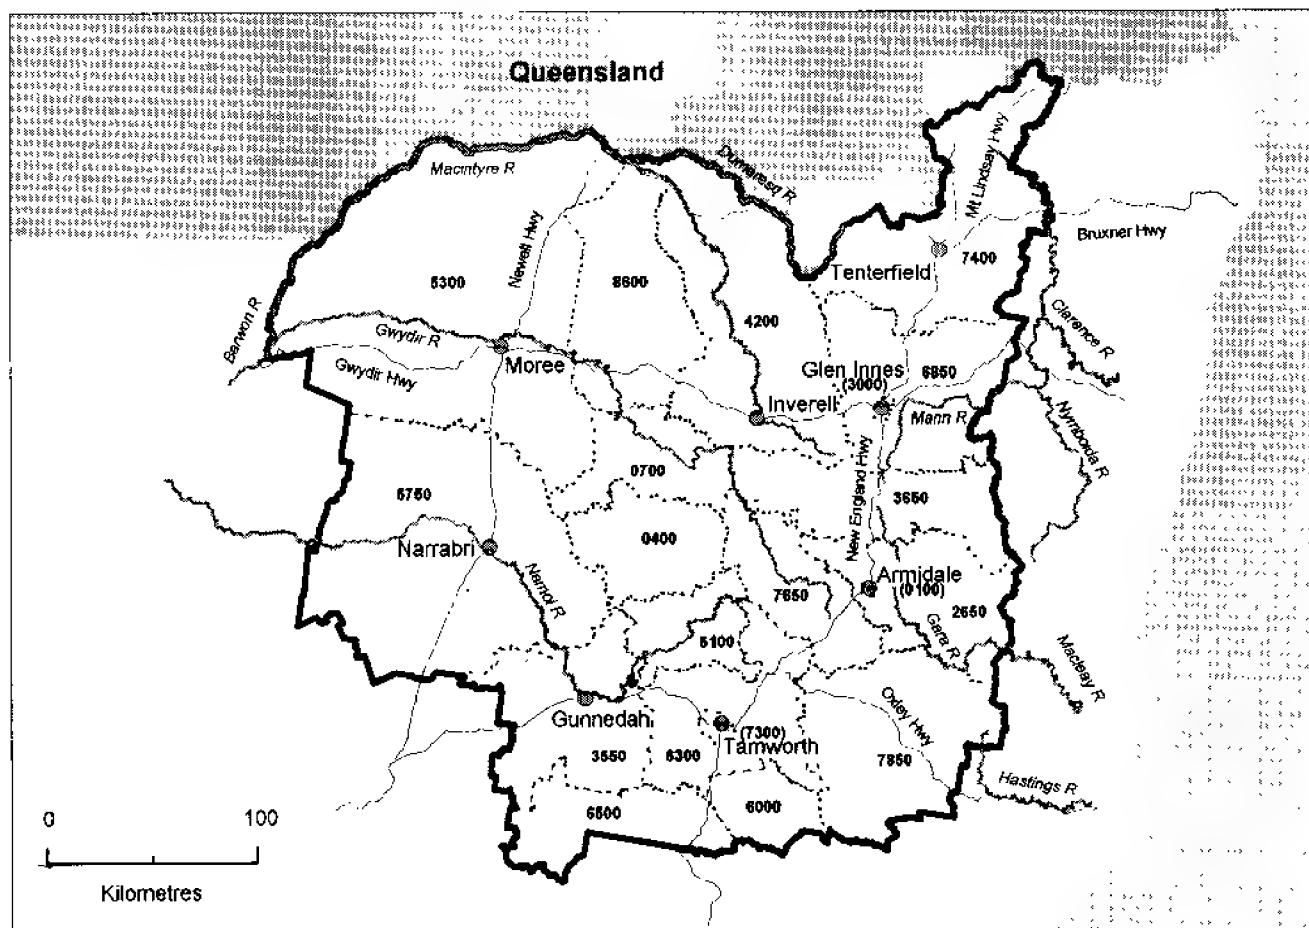 Queensland
Macintyre R
Dumaresq R
Mt Lindsay Hwy
Bruxner Hwy
Newell Hwy
Tenterfield
7400
5300
8600
4200
Barwon R
Gwydir R
Gwydir Hwy
Moree
Clarence R
Glen Innes
(3000)
6850
Inverell
Mann R
Nymboida R
New England Hwy
0700
5750
3650
0400
Narrabri
Namoi R
Armidale
(0100)
7650
2650
Gara R
Macleay R
5100
Oxley Hwy
Gunnedah
(7300)
Tamworth
3550
6300
7850
Hastings R
6500
6000
0
100
Kilometres